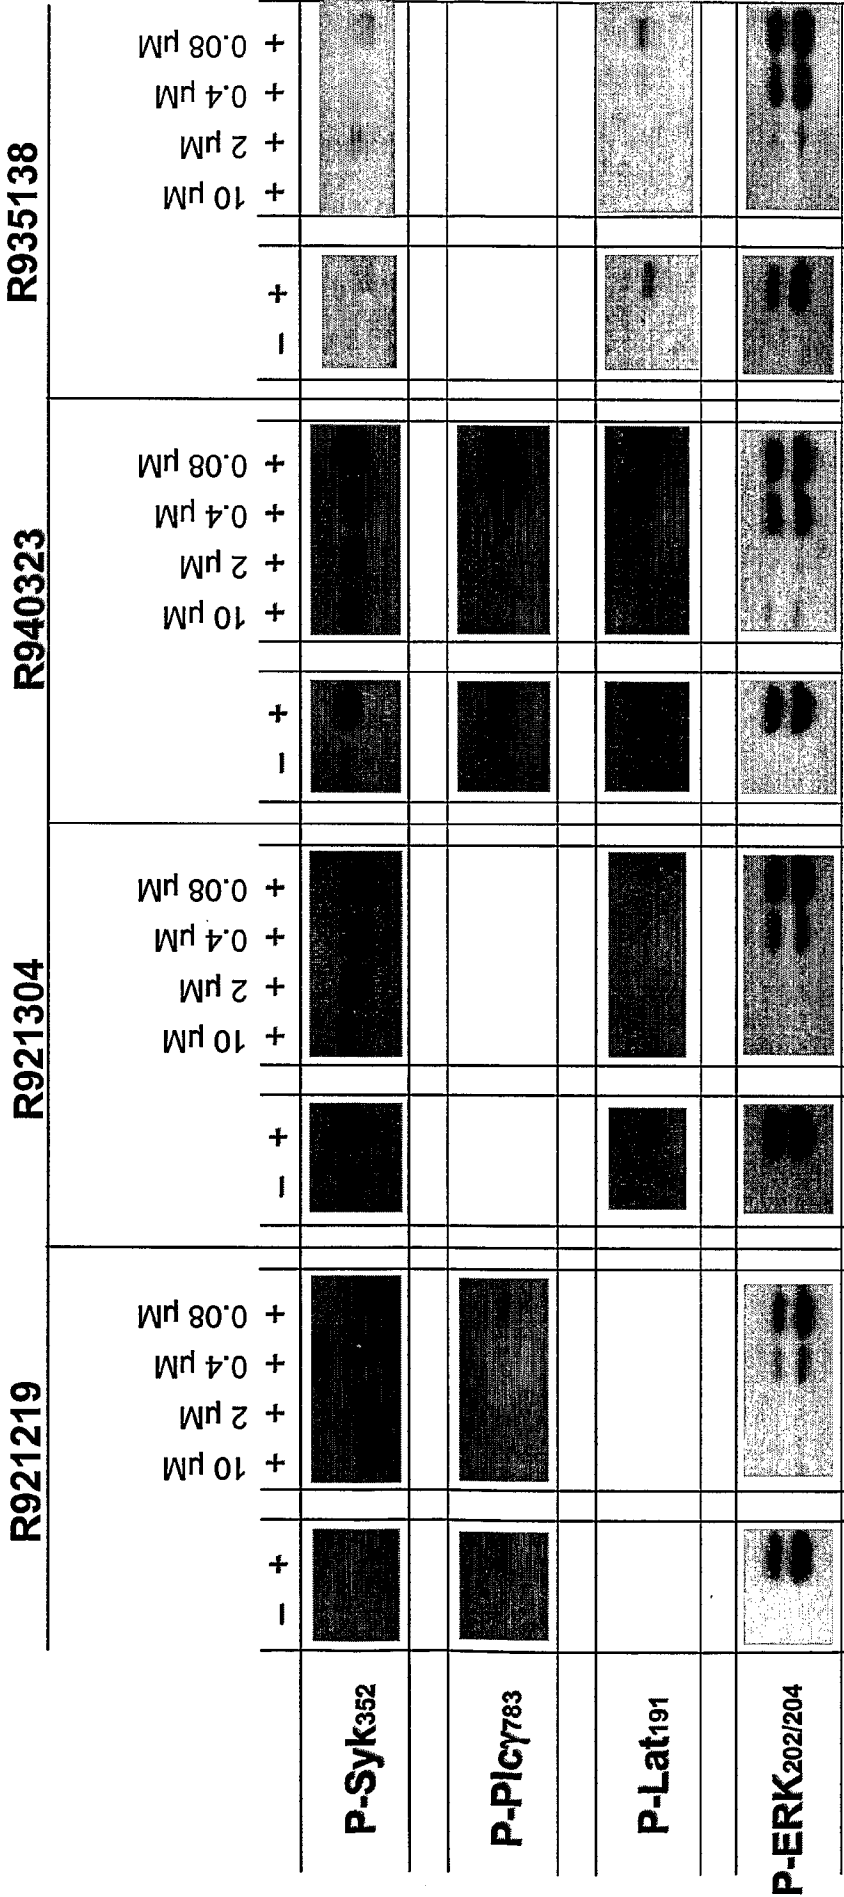 R921219 R921304 R940323 R935138
10 µM 2 µM 0.4 µM 0.08 µM 10 µM 2 µM 0.4 µM 0.08 µM 10 µM 2 µM 0.4 µM 0.08 µM 10 µM 2 µM 0.4 µM 0.08 µM
– + + + + + – + + + + + – + + + + + – + + + + +
P-Syk352
P-Plcγ783
P-Lat191
P-ERK202/204